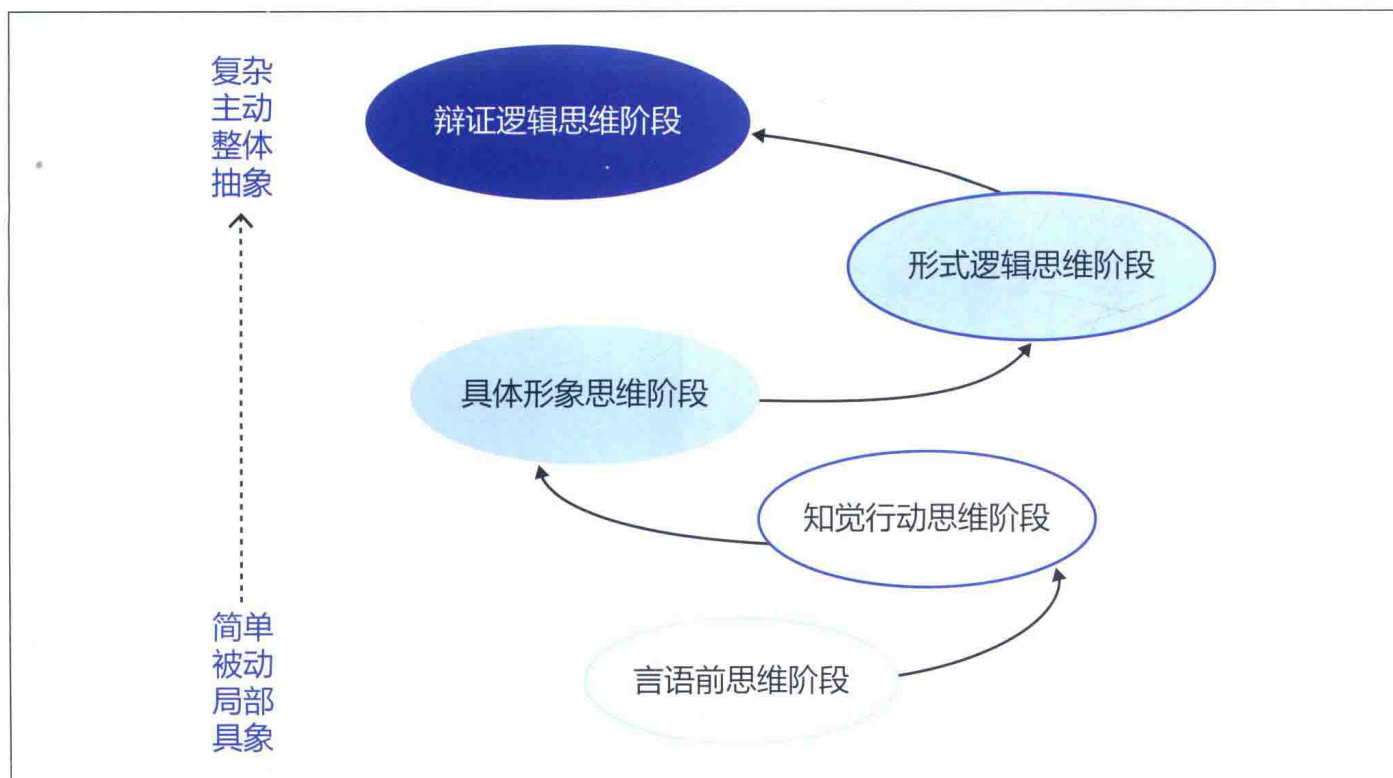 复杂
主动
整体
抽象
辩证逻辑思维阶段
形式逻辑思维阶段
具体形象思维阶段
知觉行动思维阶段
言语前思维阶段
简单
被动
局部
具象